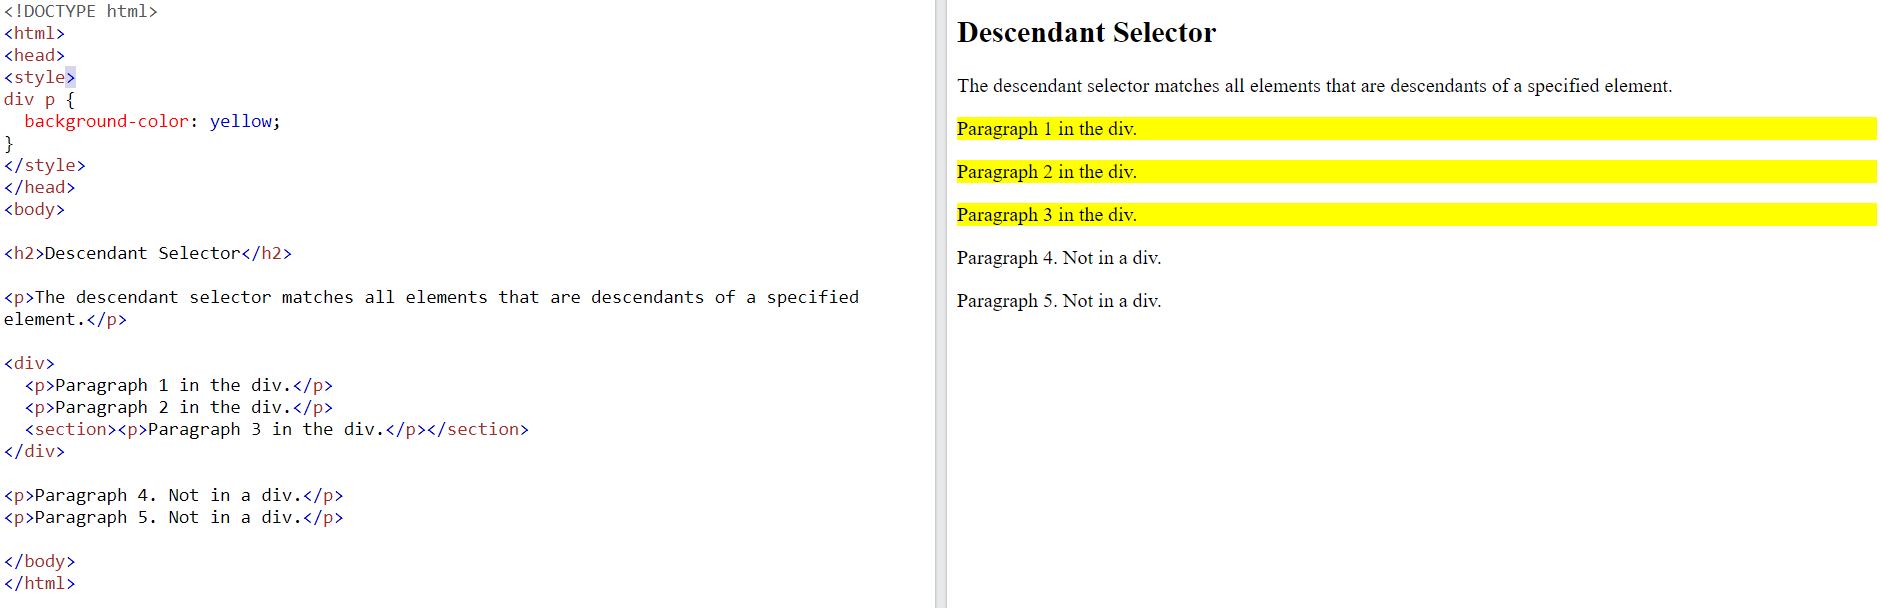 <!DOCTYPE html>
<html>
<head>
<style>
div p {
  background-color: yellow;
}
</style>
</head>
<body>

<h2>Descendant Selector</h2>

<p>The descendant selector matches all elements that are descendants of a specified
element.</p>

<div>
  <p>Paragraph 1 in the div.</p>
  <p>Paragraph 2 in the div.</p>
  <section><p>Paragraph 3 in the div.</p></section>
</div>

<p>Paragraph 4. Not in a div.</p>
<p>Paragraph 5. Not in a div.</p>

</body>
</html>
Descendant Selector
The descendant selector matches all elements that are descendants of a specified element.
Paragraph 1 in the div.
Paragraph 2 in the div.
Paragraph 3 in the div.
Paragraph 4. Not in a div.
Paragraph 5. Not in a div.